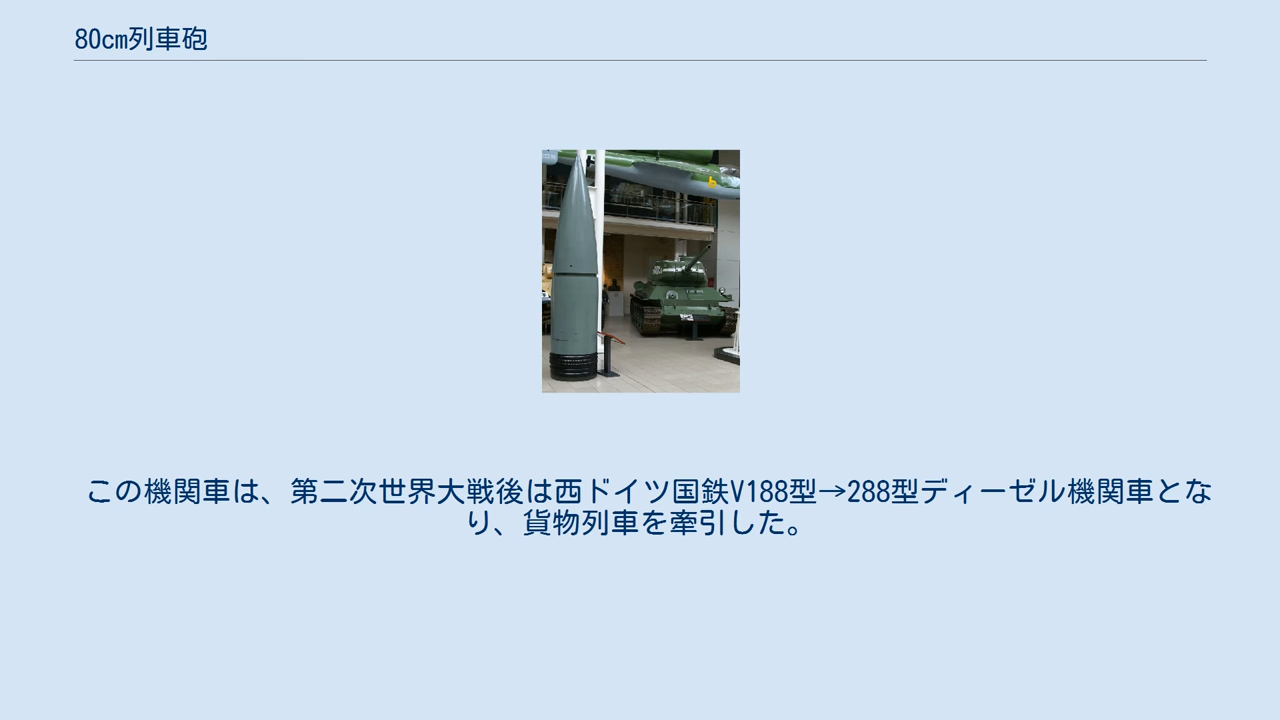 80cm列車砲
この機関車は、第二次世界大戦後は西ドイツ国鉄V188型→288型ディーゼル機関車とな
り、貨物列車を牽引した。